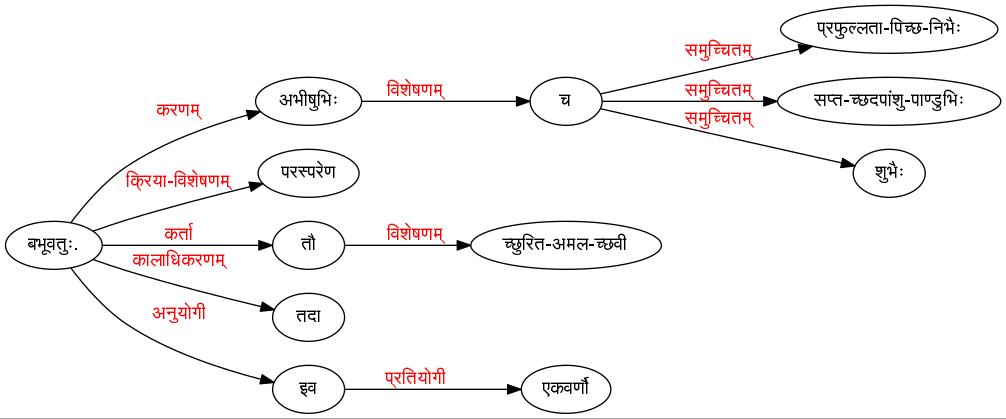 प्रफुल्लता-पिच्छ-निभैः
समुच्चितम्
करणम्
अभीषुभिः
विशेषणम्
च
समुच्चितम्
सप्त-च्छदपांशु-पाण्डुभिः
समुच्चितम्
शुभैः
क्रिया-विशेषणम्
परस्परेण
बभूवतुः.
कर्ता
तौ
विशेषणम्
च्छुरित-अमल-च्छवी
कालाधिकरणम्
तदा
अनुयोगी
इव
प्रतियोगी
एकवर्णौ